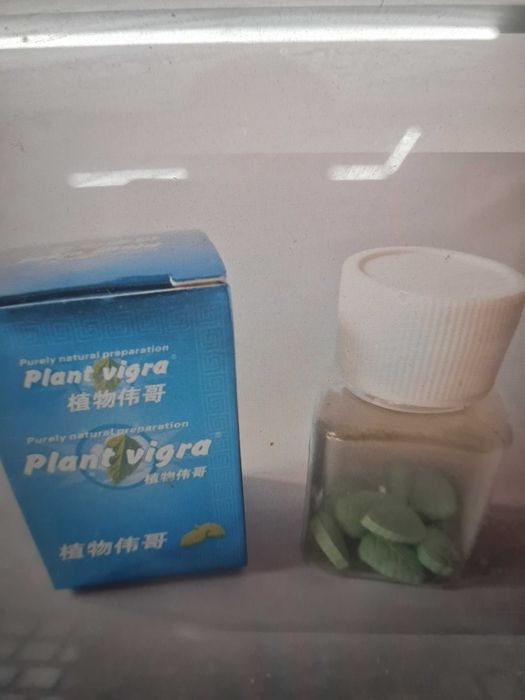 Purely natural preparation
Plant vigra®
植物伟哥
Purely natural preparation
Plant vigra®
植物伟哥
植物伟哥